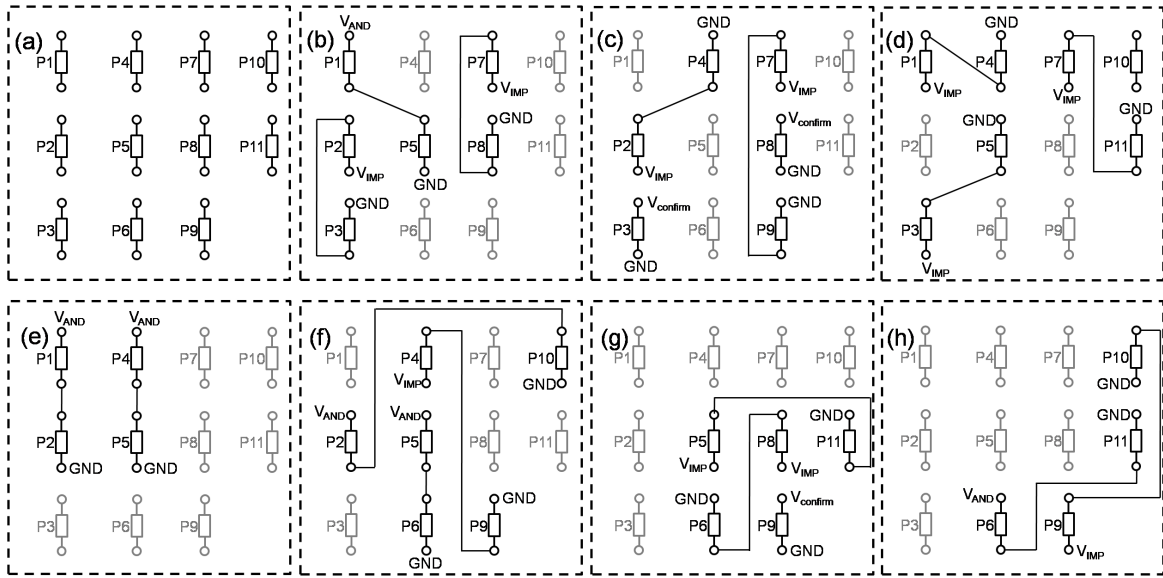 (a)
P1 P4 P7 P10
P2 P5 P8 P11
P3 P6 P9
(b)
VAND
P1 P4 P7 P10
VIMP
GND
P2 P5 P8 P11
VIMP
GND
GND
P3 P6 P9
(c)
GND
P4 P7 P10
P1
VIMP
Vconfirm
P2 P5 P8 P11
VIMP GND
Vconfirm GND
P3 P6 P9
GND
(d)
GND
P1 P4 P7 P10
VIMP VIMP
GND GND
P2 P5 P8 P11
P3 P6 P9
VIMP
(e)
VAND VAND
P1 P4 P7 P10
P2 P5 P8 P11
GND GND
P3 P6 P9
(f)
P1 P4 P7 P10
VIMP GND
VAND VAND
P2 P5 P8 P11
GND
P3 P6 P9
GND
(g)
P1 P4 P7 P10
GND
P2 P5 P8 P11
VIMP VIMP
GND Vconfirm
P3 P6 P9
GND
(h)
P1 P4 P7 P10
GND
GND
P2 P5 P8 P11
VAND
P3 P6 P9
VIMP